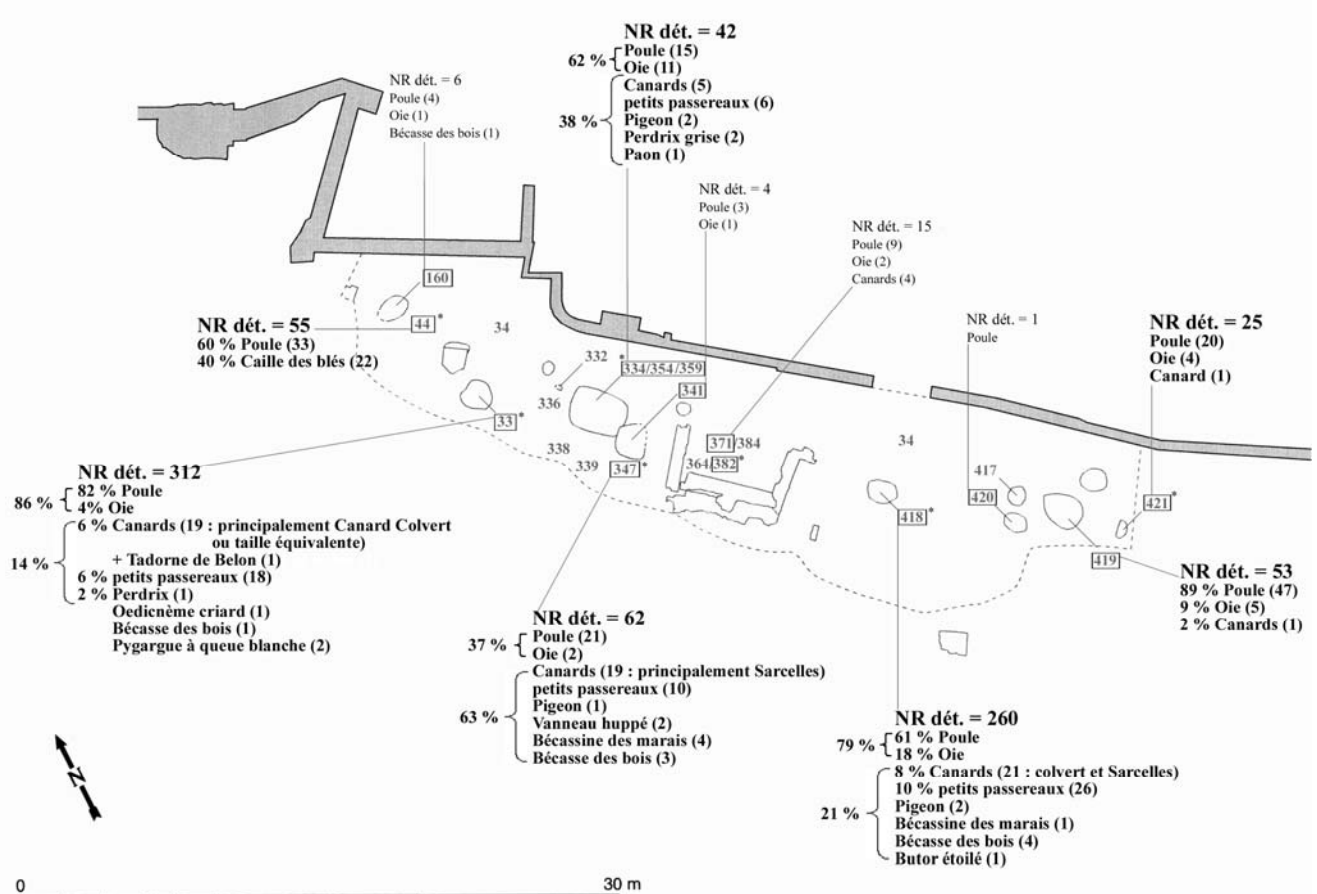 NR dét. = 42
62 %
Poule (15)
Oie (11)
38 %
Canards (5)
petits passereaux (6)
Pigeon (2)
Perdrix grise (2)
Paon (1)
NR dét. = 6
Poule (4)
Oie (1)
Bécasse des bois (1)
NR dét. = 4
Poule (3)
Oie (1)
NR dét. = 15
Poule (9)
Oie (2)
Canards (4)
NR dét. = 1
Poule
NR dét. = 25
Poule (20)
Oie (4)
Canard (1)
NR dét. = 55
60 % Poule (33)
40 % Caille des blés (22)
160
44 *
34
332
* 334/354/359
336
341
33 *
338
339
347 *
371/384
364/382 *
34
417
420
418 *
421 *
419
NR dét. = 312
86 %
82 % Poule
4% Oie
14 %
6 % Canards (19 : principalement Canard Colvert
ou taille équivalente)
+ Tadorne de Belon (1)
6 % petits passereaux (18)
2 % Perdrix (1)
Oedicnème criard (1)
Bécasse des bois (1)
Pygargue à queue blanche (2)
NR dét. = 62
37 %
Poule (21)
Oie (2)
63 %
Canards (19 : principalement Sarcelles)
petits passereaux (10)
Pigeon (1)
Vanneau huppé (2)
Bécassine des marais (4)
Bécasse des bois (3)
NR dét. = 53
89 % Poule (47)
9 % Oie (5)
2 % Canards (1)
NR dét. = 260
79 %
61 % Poule
18 % Oie
21 %
8 % Canards (21 : colvert et Sarcelles)
10 % petits passereaux (26)
Pigeon (2)
Bécassine des marais (1)
Bécasse des bois (4)
Butor étoilé (1)
N
0
30 m